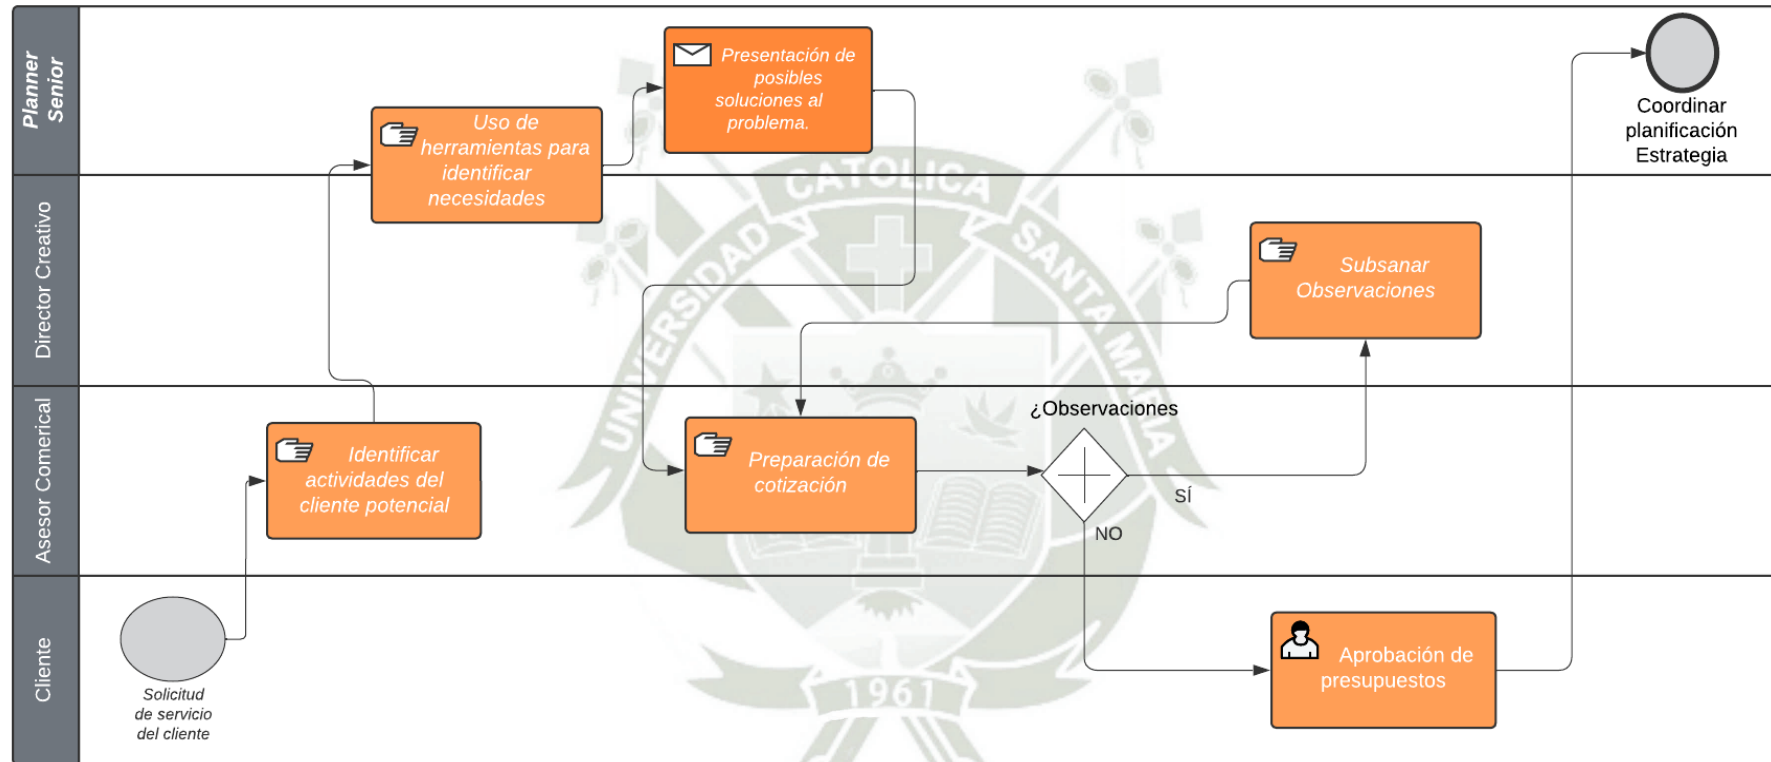 Planner
Senior
Presentación de
posibles
soluciones al
problema.
Uso de
herramientas para
identificar
necesidades
Coordinar
planificación
Estrategia
Director Creativo
Subsanar
Observaciones
Asesor Comerical
Identificar
actividades del
cliente potencial
Preparación de
cotización
¿Observaciones
SÍ
NO
Cliente
Solicitud
de servicio
del cliente
Aprobación de
presupuestos
UNIVERSIDAD
CATOLICA
SANTA MARIA
1961